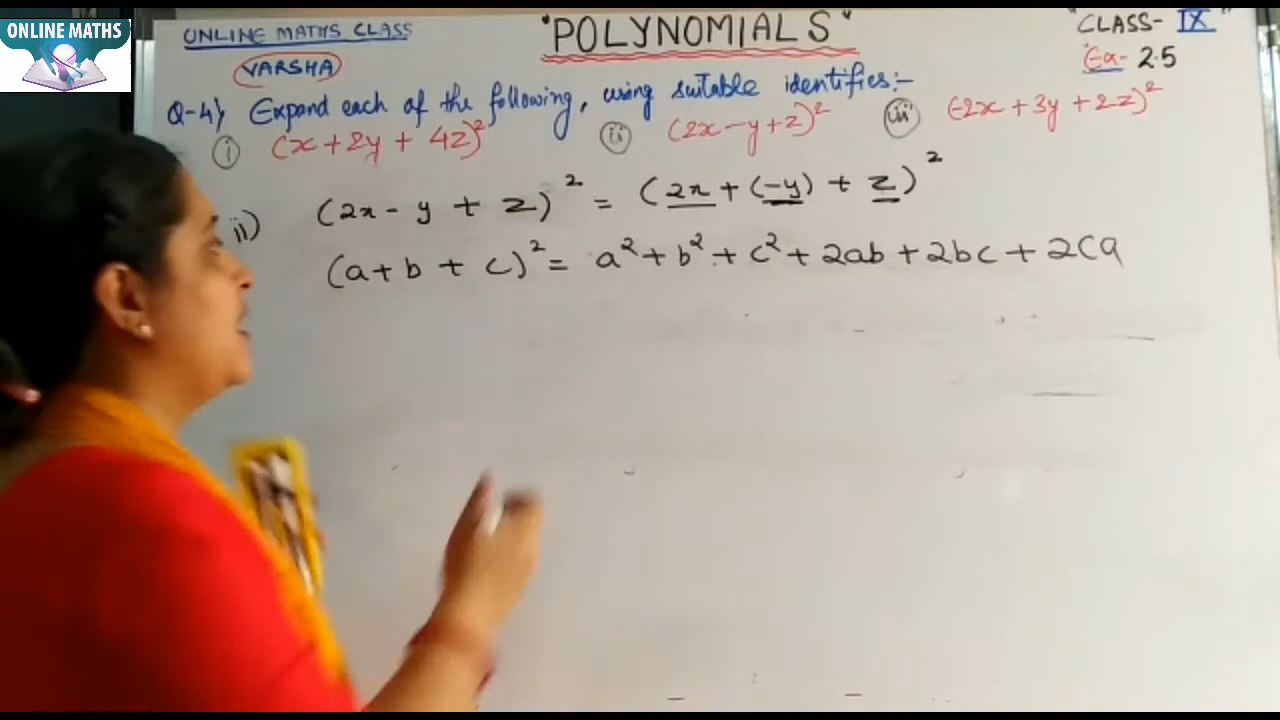 ONLINE MATHS
ONLINE MATHS CLASS
"POLYNOMIALS"
"CLASS- IX"
VARSHA
Ex- 2.5
Q-4) Expand each of the following, using suitable identifies:-
(i) (x + 2y + 4z)² (ii) (2x - y + z)² (iii) (-2x + 3y + 2z)²
ii) (2x - y + z)² = (2x + (-y) + z)²
(a + b + c)² = a² + b² + c² + 2ab + 2bc + 2ca